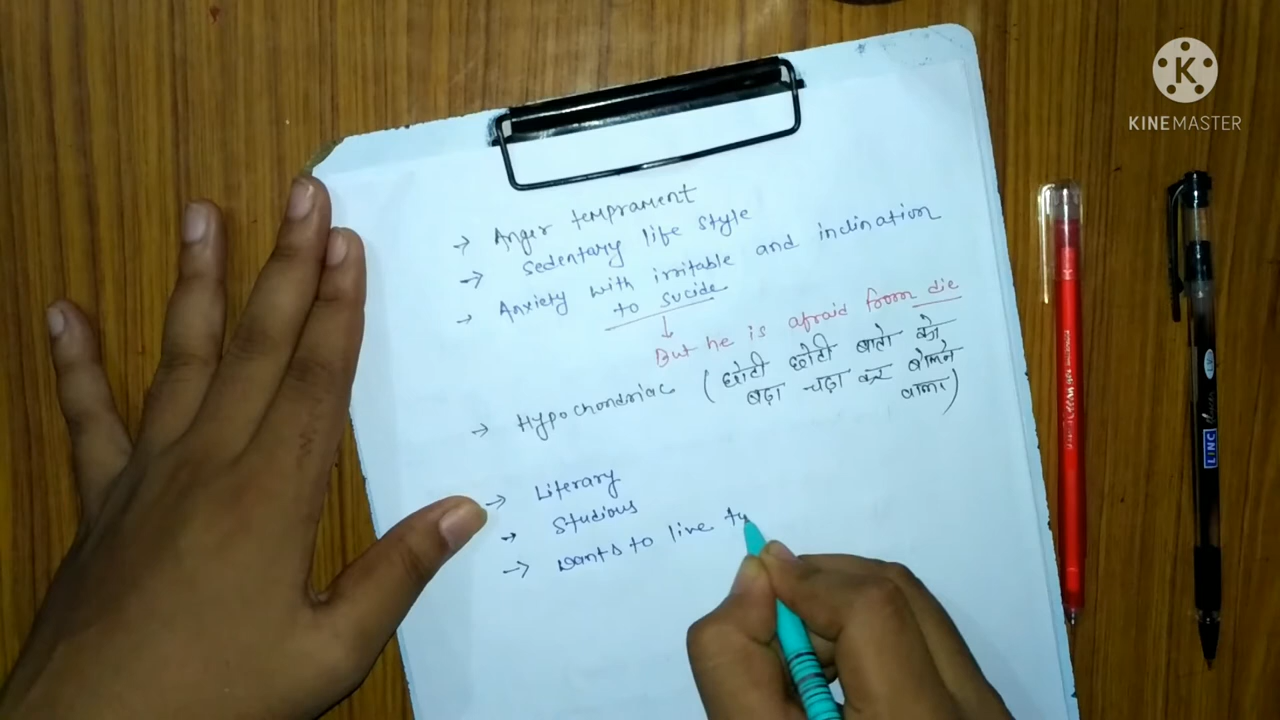 → Anger temprament
→ Sedentary life style
→ Anxiety with irritable and inclination
to sucide
↓
But he is afraid from die
→ Hypochondriac (छोटी छोटी बातो को
बढ़ा चढ़ा कर बोलने
वाला)
→ Literary
→ Studious
→ wants to live
KINEMASTER
LINC